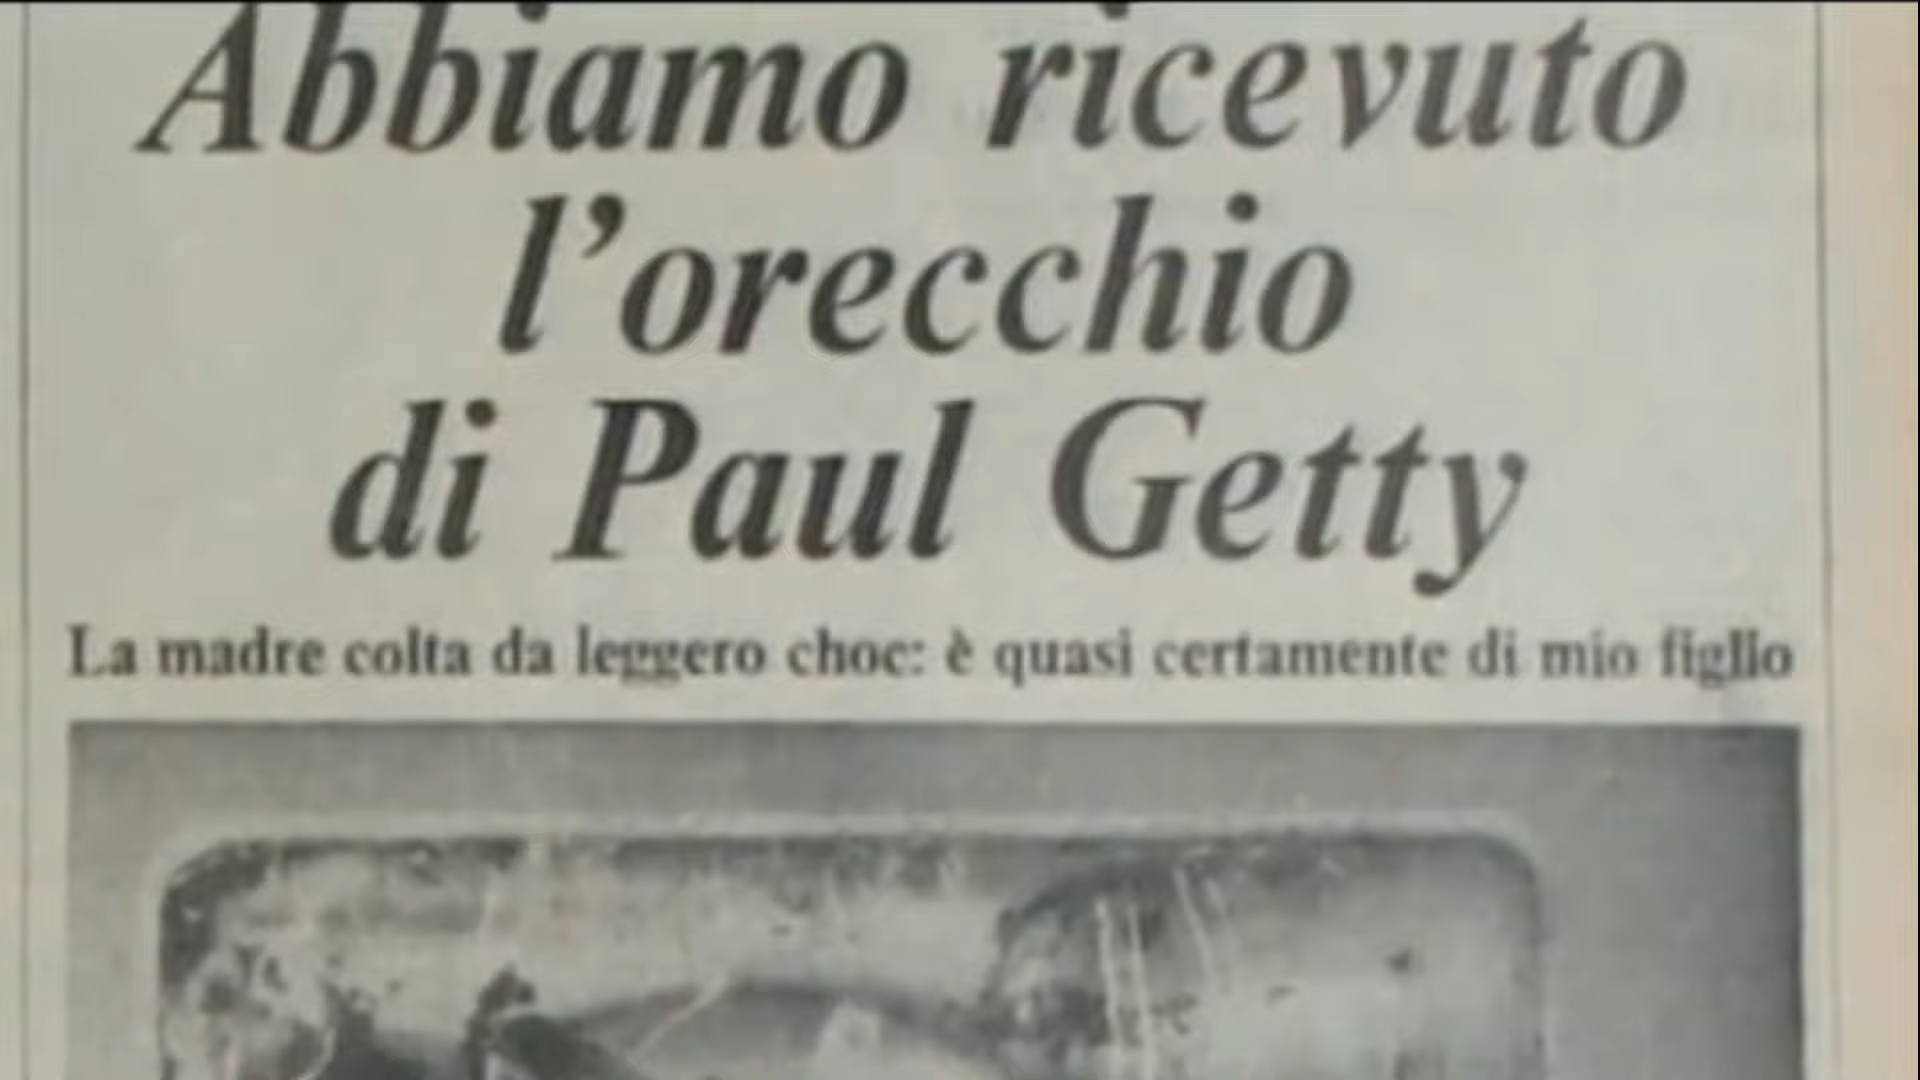 Abbiamo ricevuto
l'orecchio
di Paul Getty
La madre colta da leggero choc: è quasi certamente di mio figlio